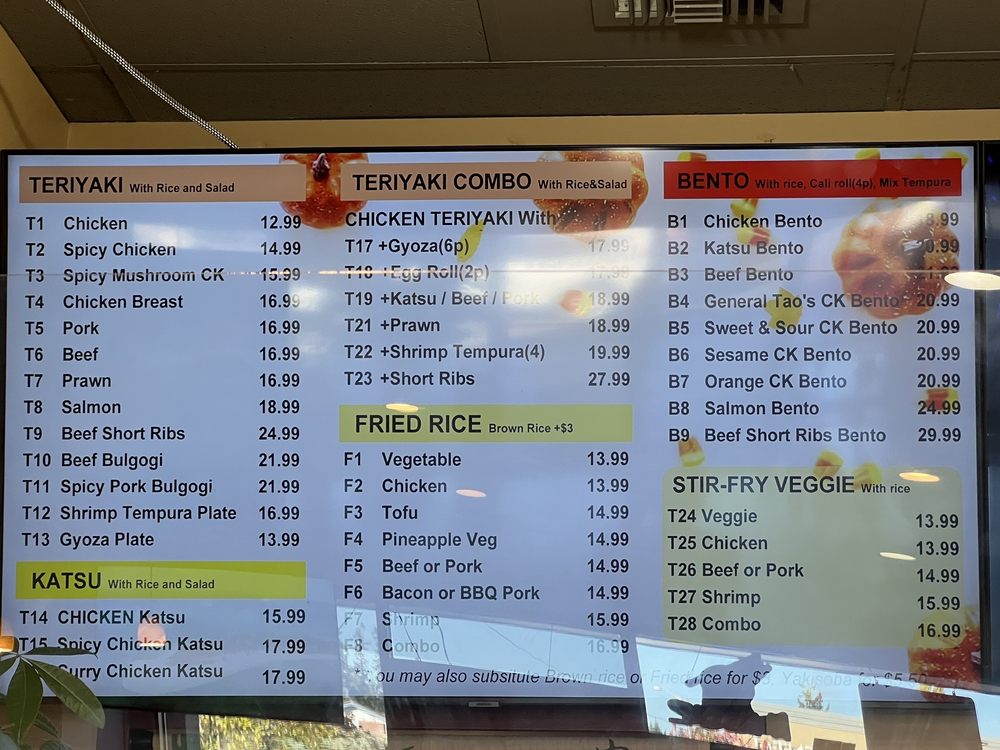 TERIYAKI With Rice and Salad
T1 Chicken 12.99
T2 Spicy Chicken 14.99
T3 Spicy Mushroom CK 15.99
T4 Chicken Breast 16.99
T5 Pork 16.99
T6 Beef 16.99
T7 Prawn 16.99
T8 Salmon 18.99
T9 Beef Short Ribs 24.99
T10 Beef Bulgogi 21.99
T11 Spicy Pork Bulgogi 21.99
T12 Shrimp Tempura Plate 16.99
T13 Gyoza Plate 13.99
KATSU With Rice and Salad
T14 CHICKEN Katsu 15.99
T15 Spicy Chicken Katsu 17.99
Chicken Katsu 17.99
TERIYAKI COMBO With Rice&Salad
CHICKEN TERIYAKI With
T17 +Gyoza(6p) 17.99
T18 +Egg Roll(2p) 17.99
T19 +Katsu / Beef / Pork 18.99
T21 +Prawn 18.99
T22 +Shrimp Tempura(4) 19.99
T23 +Short Ribs 27.99
FRIED RICE Brown Rice +$3
F1 Vegetable 13.99
F2 Chicken 13.99
F3 Tofu 14.99
F4 Pineapple Veg 14.99
F5 Beef or Pork 14.99
F6 Bacon or BBQ Pork 14.99
F7 Shrimp 15.99
F8 Combo 16.99
BENTO With rice, Cali roll(4p), Mix Tempura
B1 Chicken Bento
B2 Katsu Bento
B3 Beef Bento
B4 General Tao's CK Bento 20.99
B5 Sweet & Sour CK Bento 20.99
B6 Sesame CK Bento 20.99
B7 Orange CK Bento 20.99
B8 Salmon Bento 24.99
B9 Beef Short Ribs Bento 29.99
STIR-FRY VEGGIE With rice
T24 Veggie 13.99
T25 Chicken 13.99
T26 Beef or Pork 14.99
T27 Shrimp 15.99
T28 Combo 16.99
You may also subsitute Brown rice or Fried rice for $3, Yakisoba for $5.50